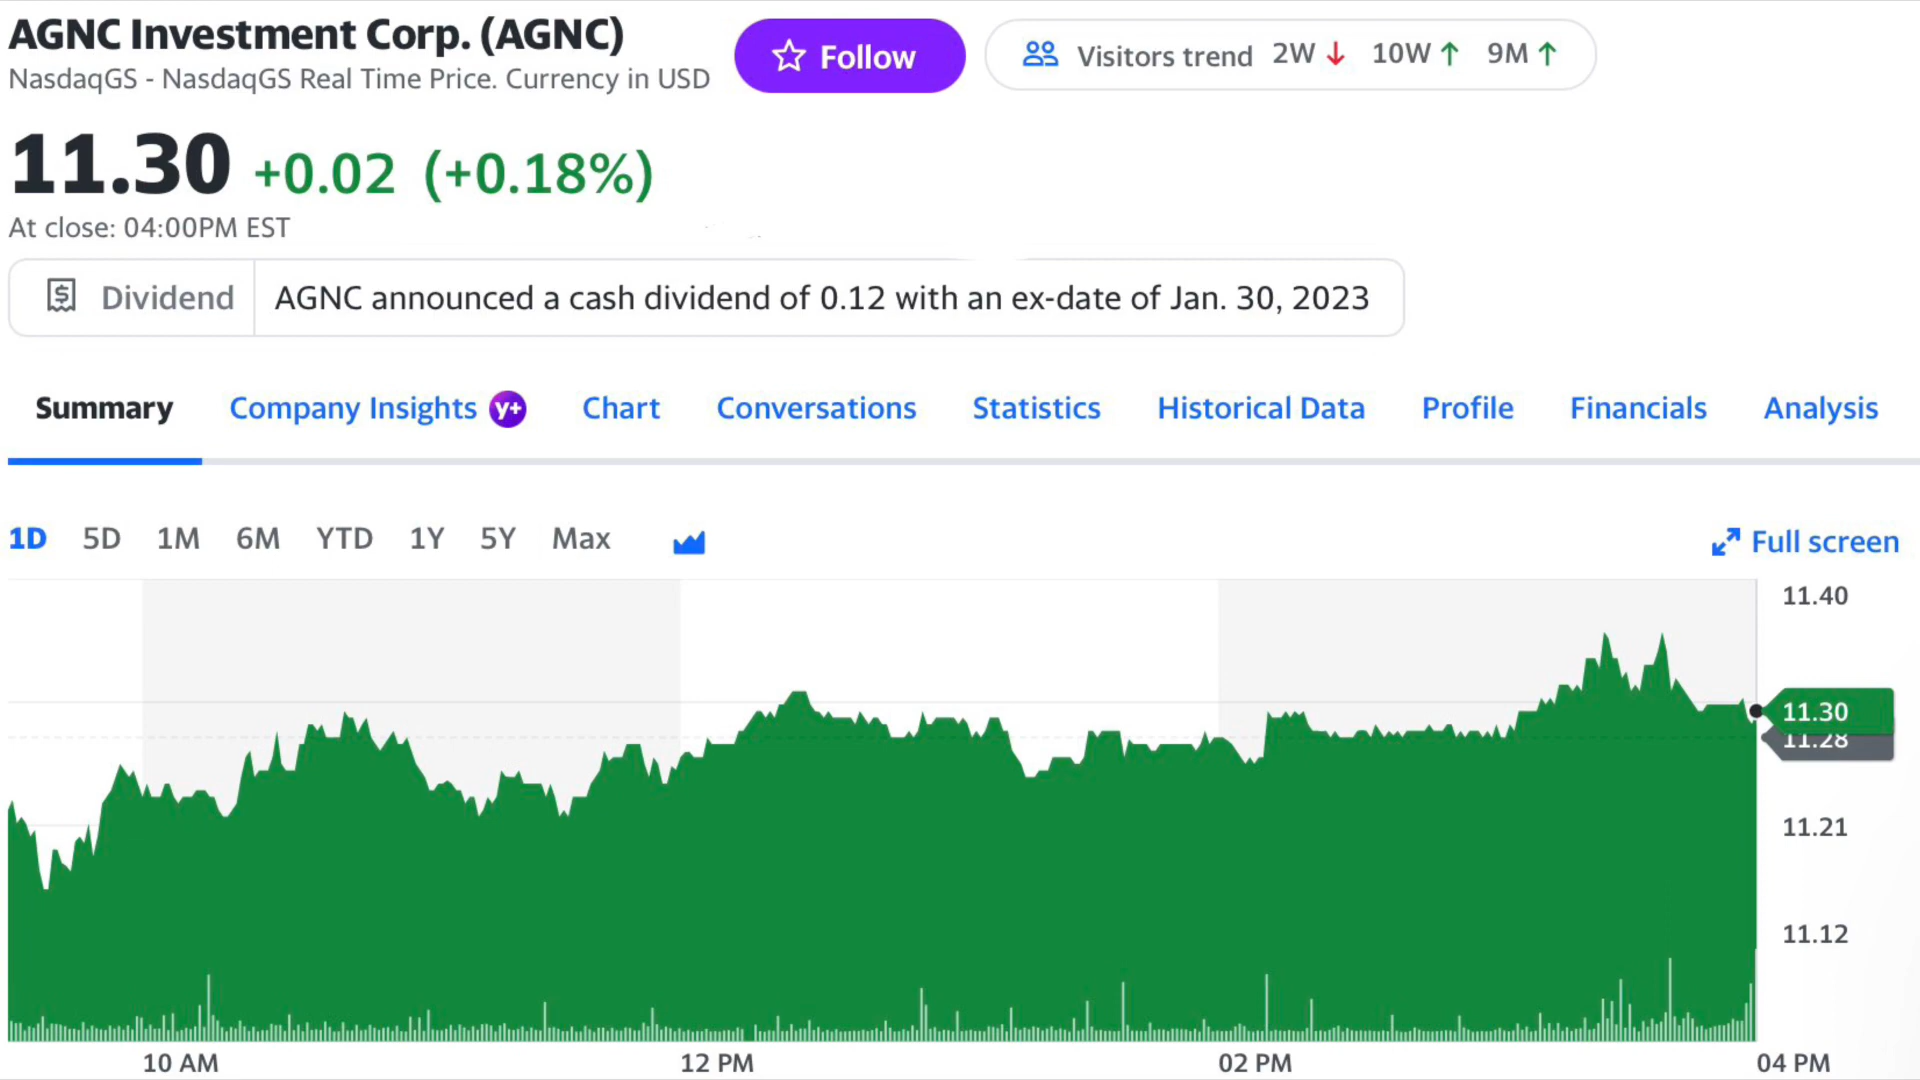 AGNC Investment Corp. (AGNC)
NasdaqGS - NasdaqGS Real Time Price. Currency in USD
Follow
Visitors trend 2W ↓ 10W ↑ 9M ↑
11.30 +0.02 (+0.18%)
At close: 04:00PM EST
Dividend AGNC announced a cash dividend of 0.12 with an ex-date of Jan. 30, 2023
Summary Company Insights y+ Chart Conversations Statistics Historical Data Profile Financials Analysis
1D 5D 1M 6M YTD 1Y 5Y Max Full screen
11.40
11.30
11.28
11.21
11.12
10 AM 12 PM 02 PM 04 PM